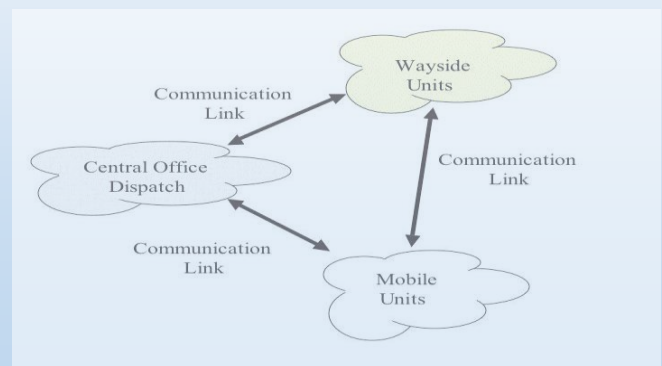 Wayside
Units
Communication
Link
Central Office
Dispatch
Communication
Link
Communication
Link
Mobile
Units